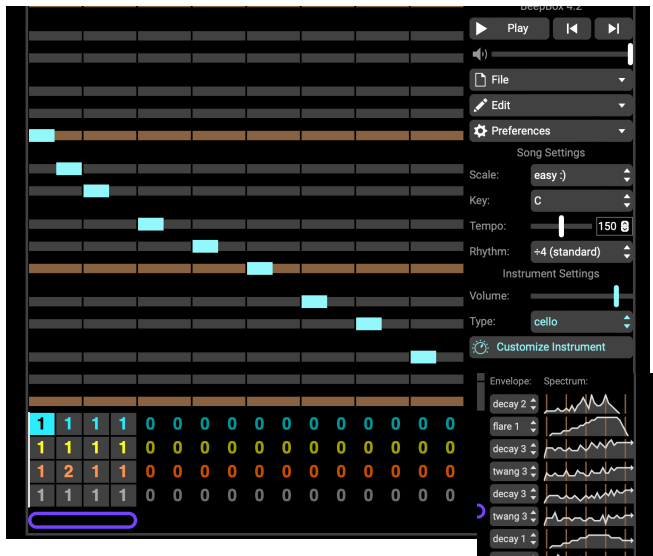 BeepBox 4.2
Play
File
Edit
Preferences
Song Settings
Scale: easy :)
Key: C
Tempo: 150
Rhythm: ÷4 (standard)
Instrument Settings
Volume:
Type: cello
Customize Instrument
Envelope: Spectrum:
decay 2
flare 1
decay 3
twang 3
decay 3
twang 3
decay 1
1 1 1 1 0 0 0 0 0 0 0 0 0 0 0 0
1 1 1 1 0 0 0 0 0 0 0 0 0 0 0 0
1 2 1 1 0 0 0 0 0 0 0 0 0 0 0 0
1 1 1 1 0 0 0 0 0 0 0 0 0 0 0 0